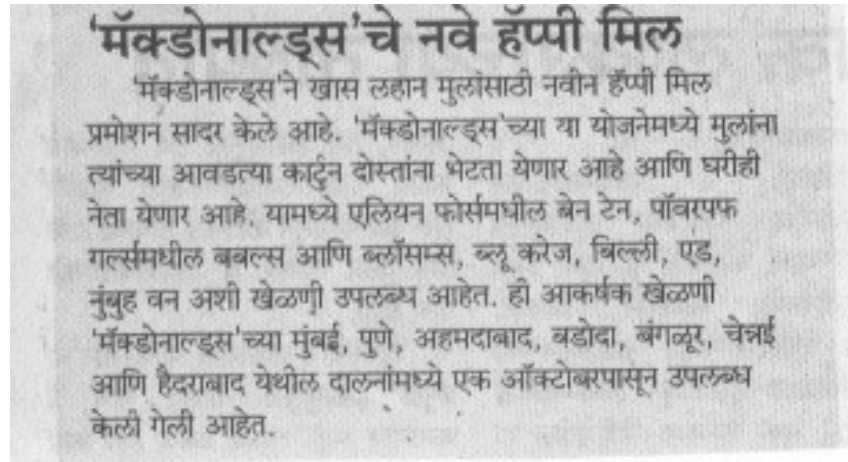 'मॅक्डोनाल्ड्स'चे नवे हॅप्पी मिल
'मॅक्डोनाल्ड्स'ने खास लहान मुलांसाठी नवीन हॅप्पी मिल
प्रमोशन सादर केले आहे. 'मॅक्डोनाल्ड्स'च्या या योजनेमध्ये मुलांना
त्यांच्या आवडत्या कार्टुन दोस्तांना भेटता येणार आहे आणि घरीही
नेता येणार आहे. यामध्ये एलियन फोर्समधील बेन टेन, पॉवरपफ
गर्ल्समधील बबल्स आणि ब्लॉसम्स, ब्लू करेज, बिल्ली, एड,
नुंबुह वन अशी खेळणी उपलब्ध आहेत. ही आकर्षक खेळणी
'मॅक्डोनाल्ड्स'च्या मुंबई, पुणे, अहमदाबाद, बडोदा, बंगळूर, चेन्नई
आणि हैदराबाद येथील दालनांमध्ये एक ऑक्टोबरपासून उपलब्ध
केली गेली आहेत.